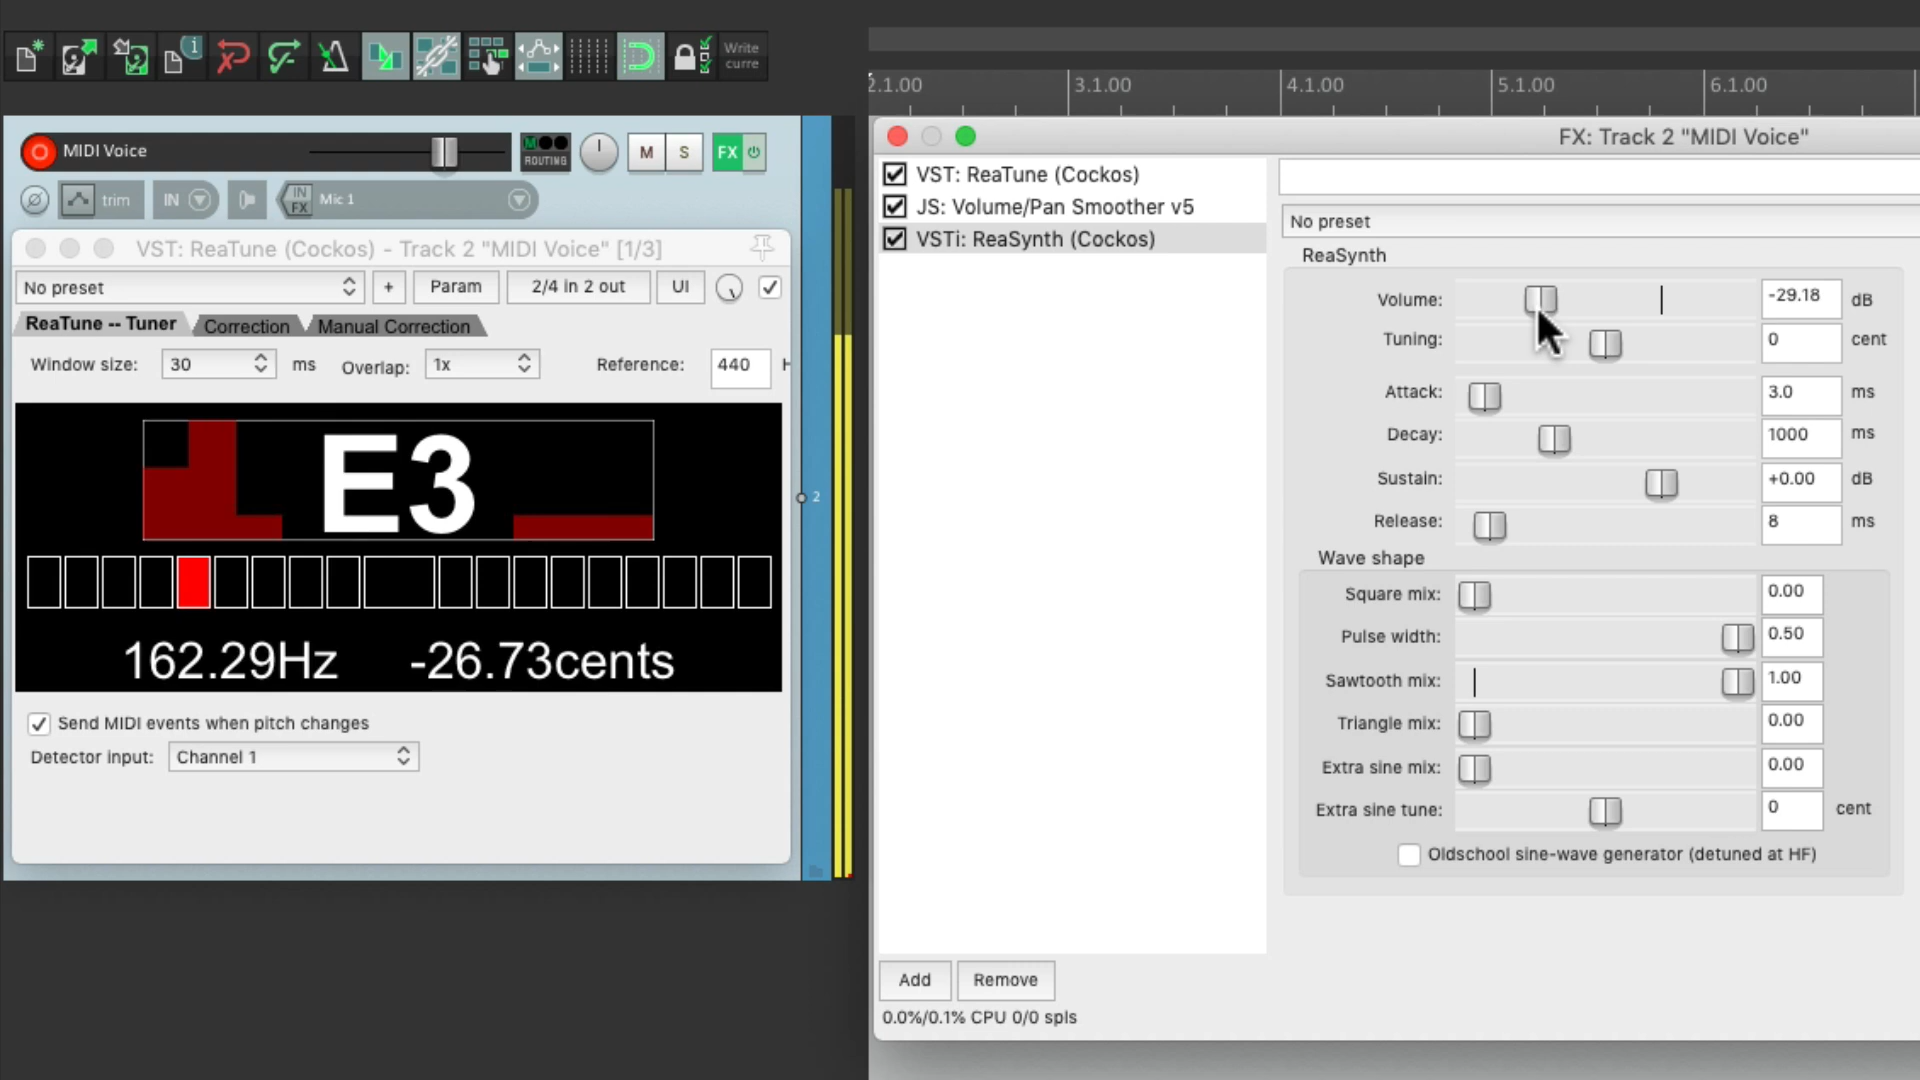 Write
curre
2.1.00
3.1.00
4.1.00
5.1.00
6.1.00
MIDI Voice
ROUTING
M
S
FX
trim
IN
IN
FX
Mic 1
VST: ReaTune (Cockos) - Track 2 "MIDI Voice" [1/3]
No preset
+
Param
2/4 in 2 out
UI
ReaTune -- Tuner
Correction
Manual Correction
Window size:
30
ms
Overlap:
1x
Reference:
440
E3
162.29Hz
-26.73cents
Send MIDI events when pitch changes
Detector input:
Channel 1
2
FX: Track 2 "MIDI Voice"
VST: ReaTune (Cockos)
JS: Volume/Pan Smoother v5
VSTi: ReaSynth (Cockos)
Add
Remove
0.0%/0.1% CPU 0/0 spls
No preset
ReaSynth
Volume:
-29.18
dB
Tuning:
0
cent
Attack:
3.0
ms
Decay:
1000
ms
Sustain:
+0.00
dB
Release:
8
ms
Wave shape
Square mix:
0.00
Pulse width:
0.50
Sawtooth mix:
1.00
Triangle mix:
0.00
Extra sine mix:
0.00
Extra sine tune:
0
cent
Oldschool sine-wave generator (detuned at HF)